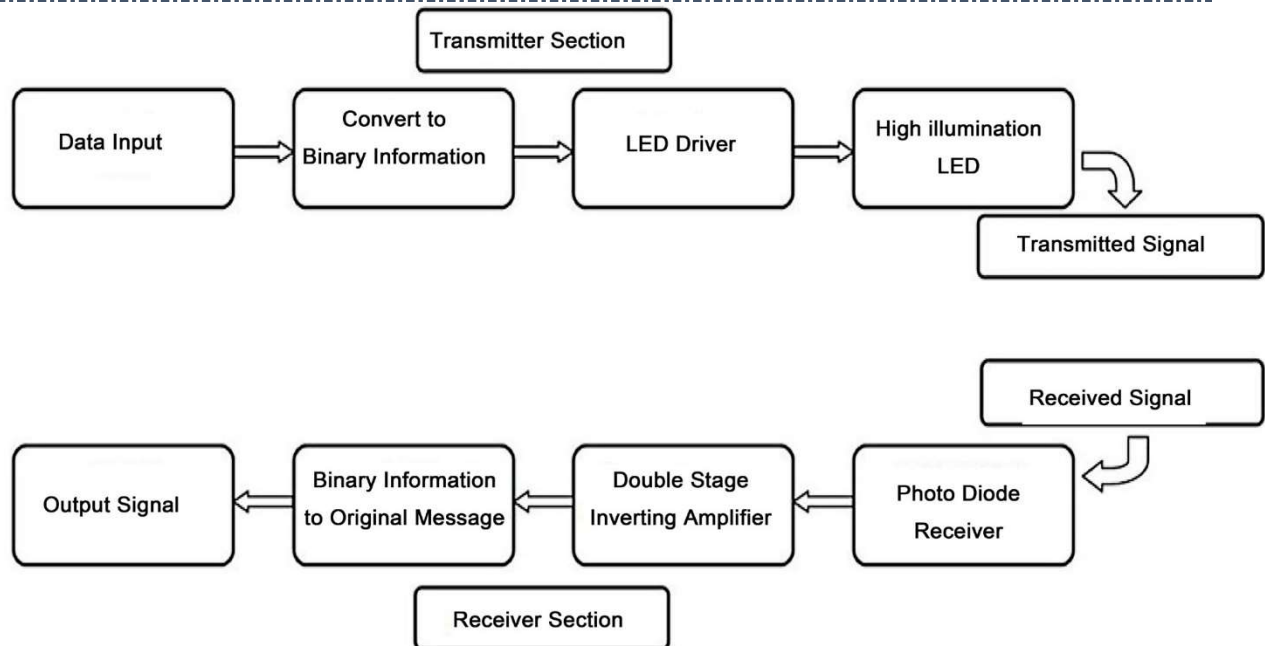 Transmitter Section
Data Input
Convert to
Binary Information
LED Driver
High illumination
LED
Transmitted Signal
Received Signal
Photo Diode
Receiver
Double Stage
Inverting Amplifier
Binary Information
to Original Message
Output Signal
Receiver Section